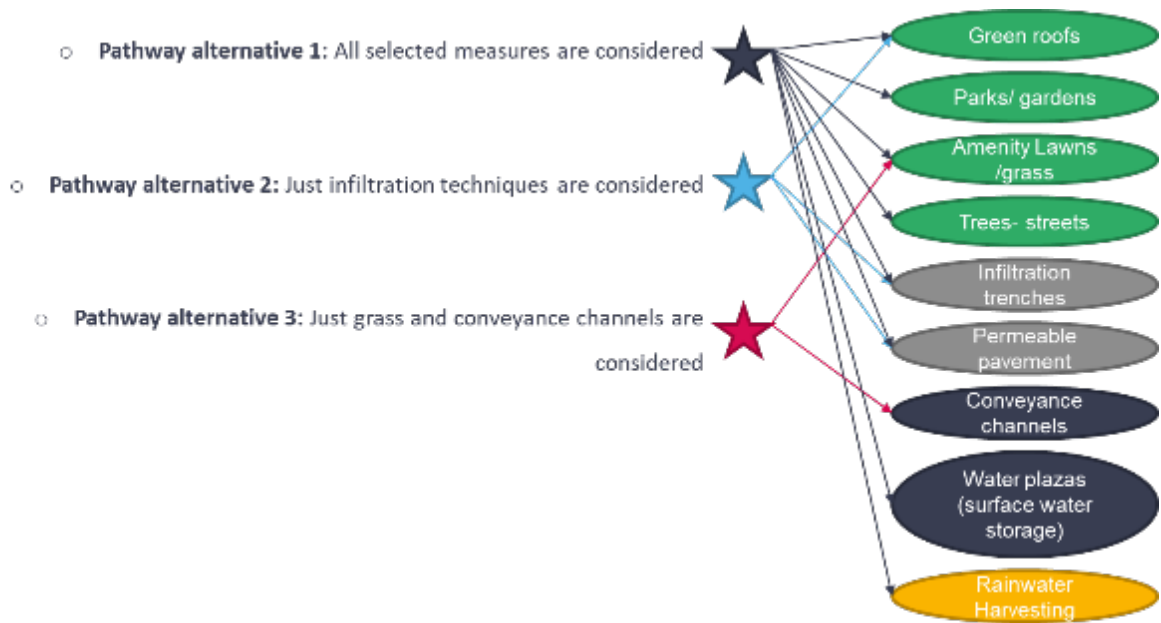 Pathway alternative 1: All selected measures are considered
Pathway alternative 2: Just infiltration techniques are considered
Pathway alternative 3: Just grass and conveyance channels are
considered
Green roofs
Parks/ gardens
Amenity Lawns
/grass
Trees- streets
Infiltration
trenches
Permeable
pavement
Conveyance
channels
Water plazas
(surface water
storage)
Rainwater
Harvesting